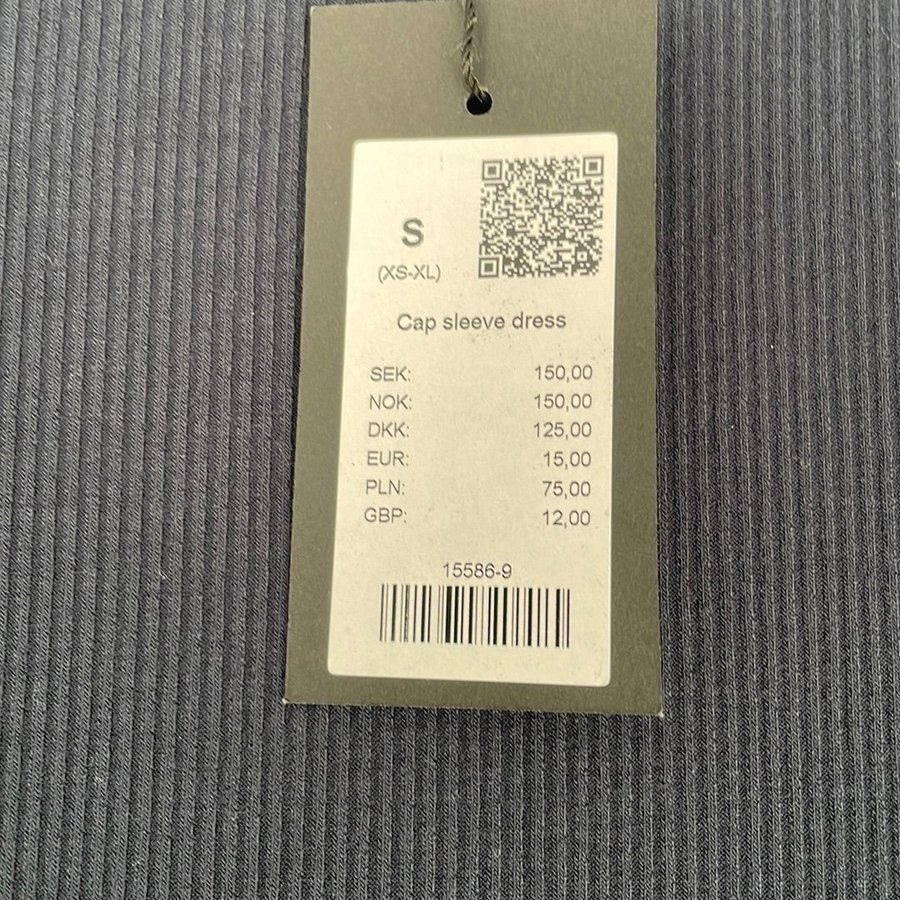 S
(XS-XL)
Cap sleeve dress
SEK: 150,00
NOK: 150,00
DKK: 125,00
EUR: 15,00
PLN: 75,00
GBP: 12,00
15586-9